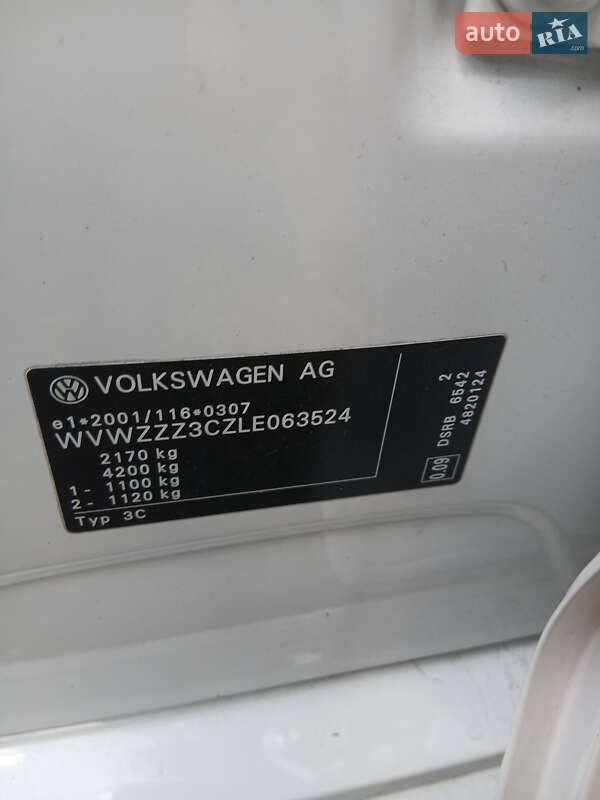 auto RIA .com
VOLKSWAGEN AG
e1*2001/116*0307
WVWZZZ3CZLE063524
2170 kg
4200 kg
1 - 1100 kg
2 - 1120 kg
Typ 3C
0.09
DSRB 6542
2
4820124